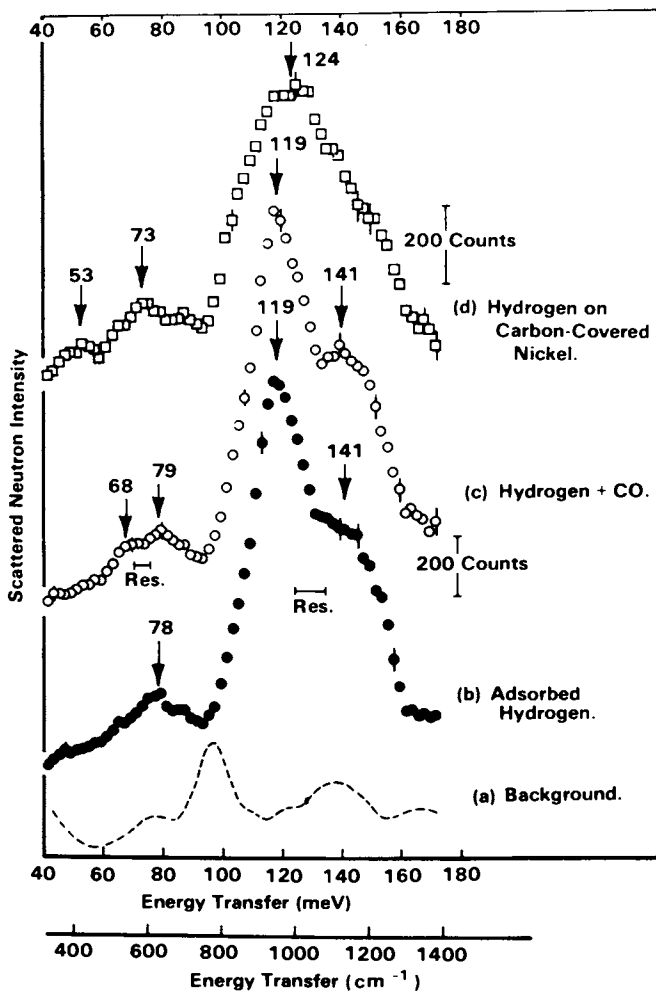 40 60 80 100 120 140 160 180
124
119
73
53
200 Counts
141
119
(d) Hydrogen on
Carbon-Covered
Nickel.
Scattered Neutron Intensity
141
68
79
(c) Hydrogen + CO.
200 Counts
Res.
Res.
78
(b) Adsorbed
Hydrogen.
(a) Background.
40 60 80 100 120 140 160 180
Energy Transfer (meV)
400 600 800 1000 1200 1400
Energy Transfer (cm⁻¹)